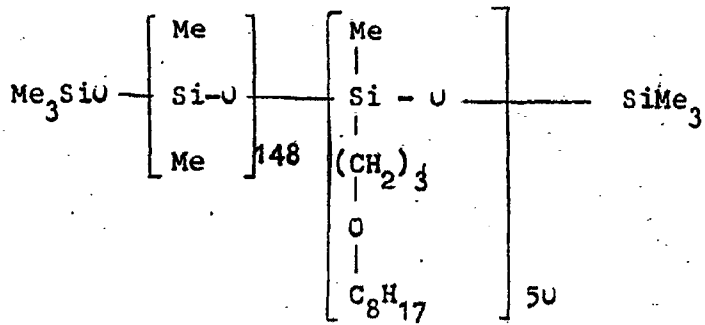 Me Me
Me3SiO Si-O Si - O SiMe3
Me 148 (CH2)3
O
C8H17 50